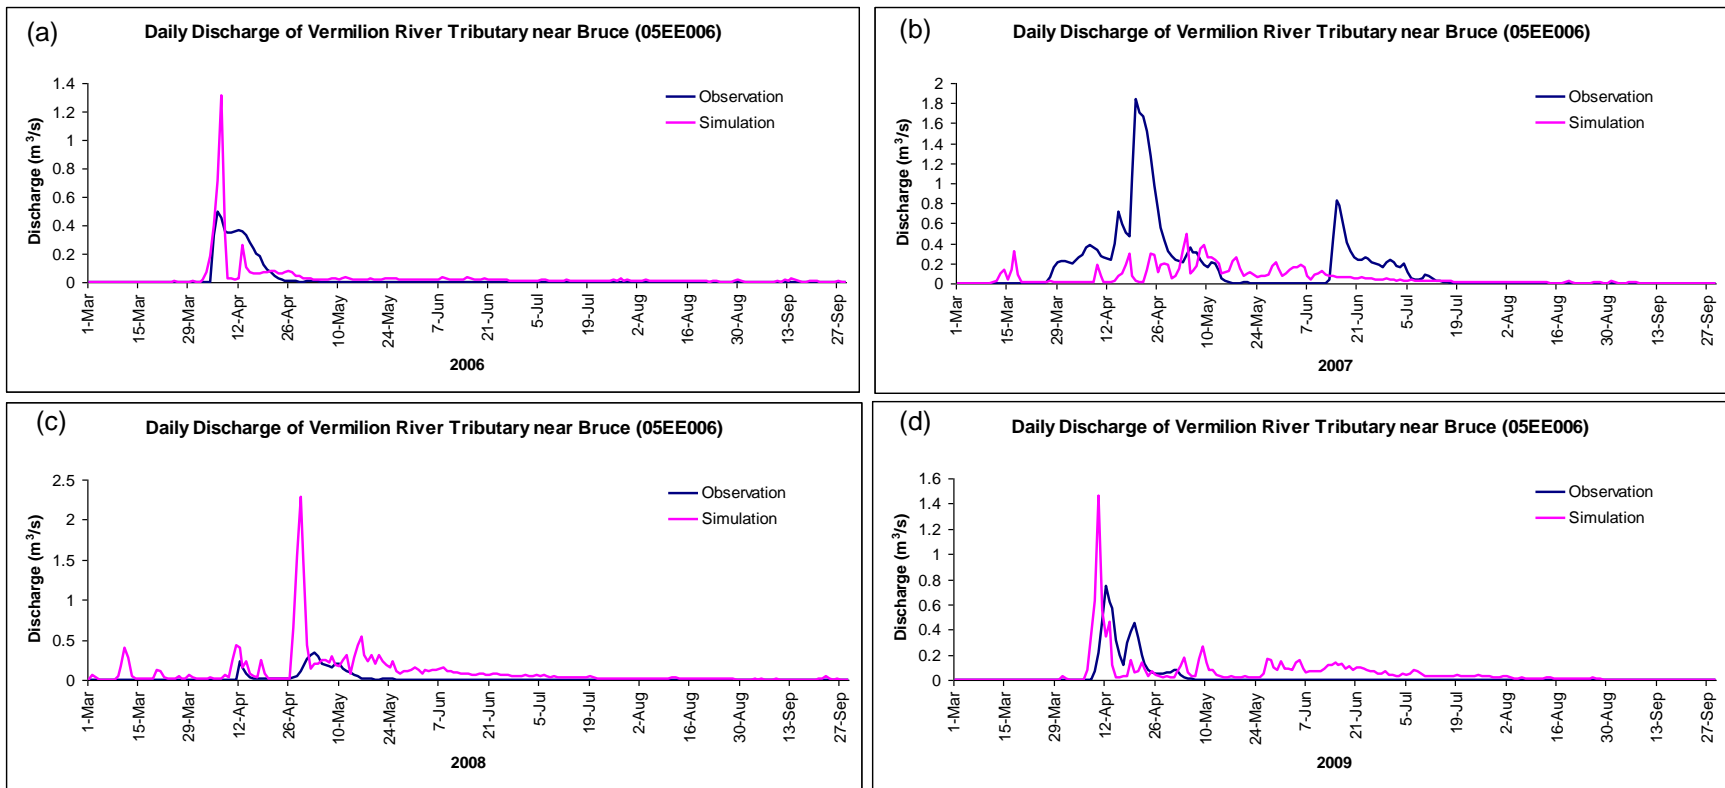 (a)
Daily Discharge of Vermilion River Tributary near Bruce (05EE006)
Discharge (m³/s)
1.4
1.2
1
0.8
0.6
0.4
0.2
0
Observation
Simulation
1-Mar
15-Mar
29-Mar
12-Apr
26-Apr
10-May
24-May
7-Jun
21-Jun
5-Jul
19-Jul
2-Aug
16-Aug
30-Aug
13-Sep
27-Sep
2006
(b)
Daily Discharge of Vermilion River Tributary near Bruce (05EE006)
Discharge (m³/s)
2
1.8
1.6
1.4
1.2
1
0.8
0.6
0.4
0.2
0
Observation
Simulation
1-Mar
15-Mar
29-Mar
12-Apr
26-Apr
10-May
24-May
7-Jun
21-Jun
5-Jul
19-Jul
2-Aug
16-Aug
30-Aug
13-Sep
27-Sep
2007
(c)
Daily Discharge of Vermilion River Tributary near Bruce (05EE006)
Discharge (m³/s)
2.5
2
1.5
1
0.5
0
Observation
Simulation
1-Mar
15-Mar
29-Mar
12-Apr
26-Apr
10-May
24-May
7-Jun
21-Jun
5-Jul
19-Jul
2-Aug
16-Aug
30-Aug
13-Sep
27-Sep
2008
(d)
Daily Discharge of Vermilion River Tributary near Bruce (05EE006)
Discharge (m³/s)
1.6
1.4
1.2
1
0.8
0.6
0.4
0.2
0
Observation
Simulation
1-Mar
15-Mar
29-Mar
12-Apr
26-Apr
10-May
24-May
7-Jun
21-Jun
5-Jul
19-Jul
2-Aug
16-Aug
30-Aug
13-Sep
27-Sep
2009